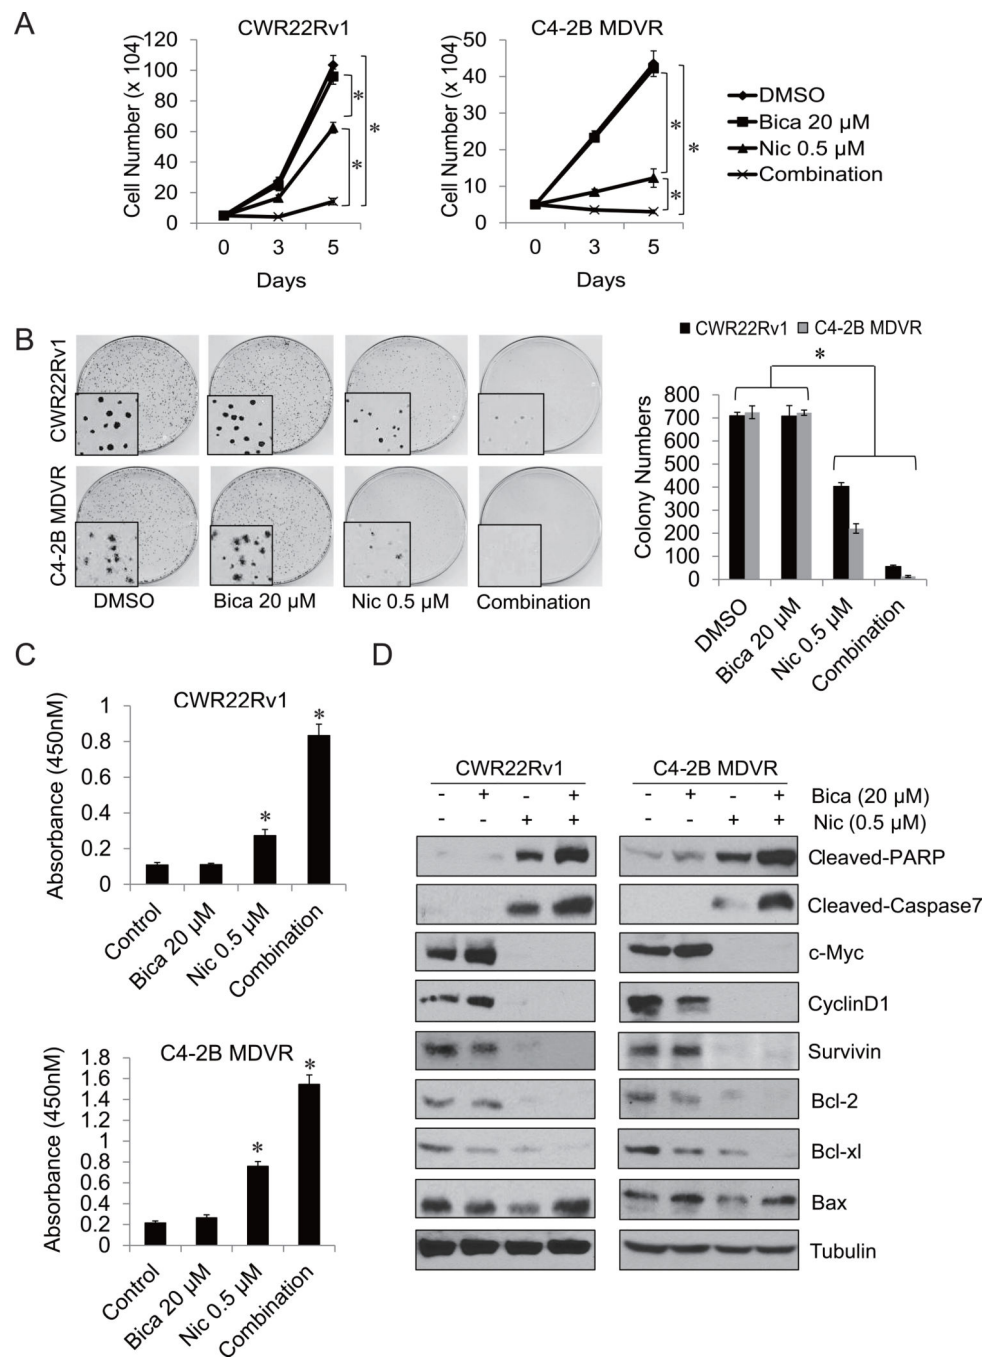 A
CWR22Rv1
Cell Number (x 104)
120
100
80
60
40
20
0
* * *
0 3 5
Days
C4-2B MDVR
Cell Number (x 104)
50
40
30
20
10
0
* * *
0 3 5
Days
DMSO
Bica 20 µM
Nic 0.5 µM
Combination
B
CWR22Rv1
C4-2B MDVR
DMSO Bica 20 µM Nic 0.5 µM Combination
CWR22Rv1 C4-2B MDVR
*
Colony Numbers
800
700
600
500
400
300
200
100
0
DMSO
Bica 20 µM
Nic 0.5 µM
Combination
C
CWR22Rv1
Absorbance (450nM)
1
0.8
0.6
0.4
0.2
0
* *
Control
Bica 20 µM
Nic 0.5 µM
Combination
C4-2B MDVR
Absorbance (450nM)
1.8
1.6
1.4
1.2
1
0.8
0.6
0.4
0.2
0
* *
Control
Bica 20 µM
Nic 0.5 µM
Combination
D
CWR22Rv1 C4-2B MDVR
- + - + - + - + Bica (20 µM)
- - + + - - + + Nic (0.5 µM)
Cleaved-PARP
Cleaved-Caspase7
c-Myc
CyclinD1
Survivin
Bcl-2
Bcl-xl
Bax
Tubulin